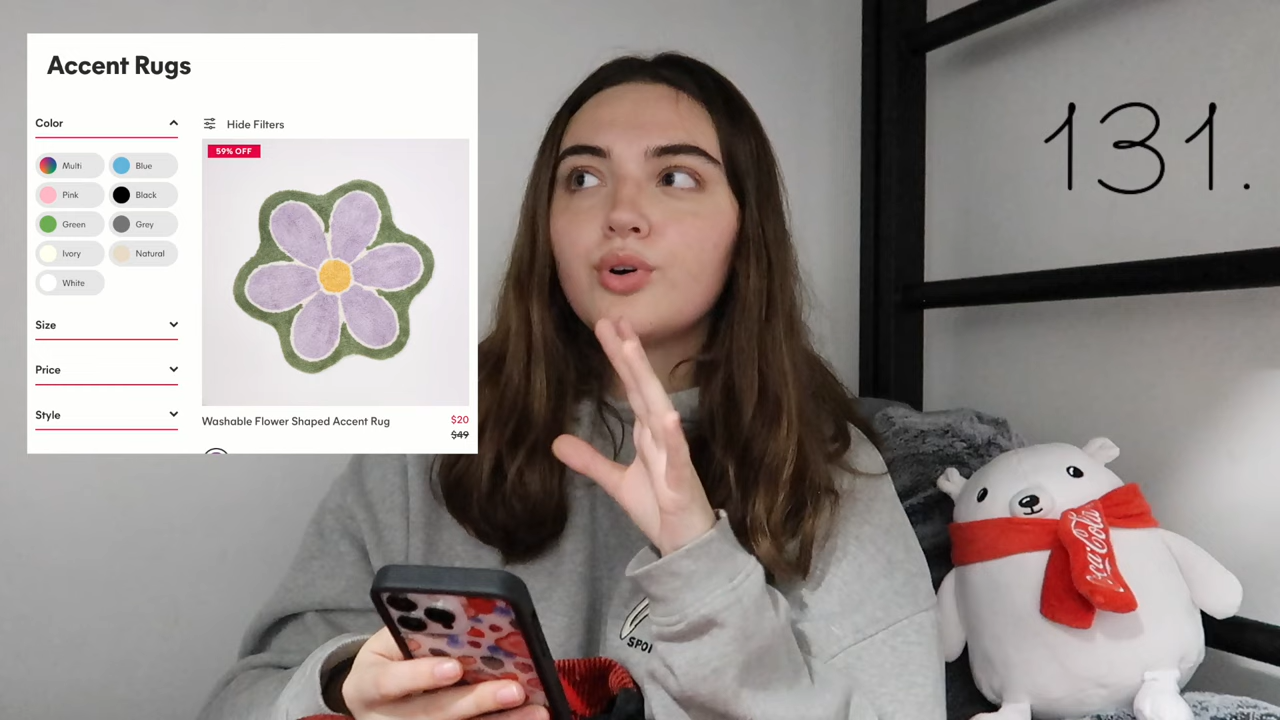 Accent Rugs
Color
Hide Filters
59% OFF
Multi
Blue
Pink
Black
Green
Grey
Ivory
Natural
White
Size
Price
Style
Washable Flower Shaped Accent Rug
$20
$49
131.
Coca-Cola